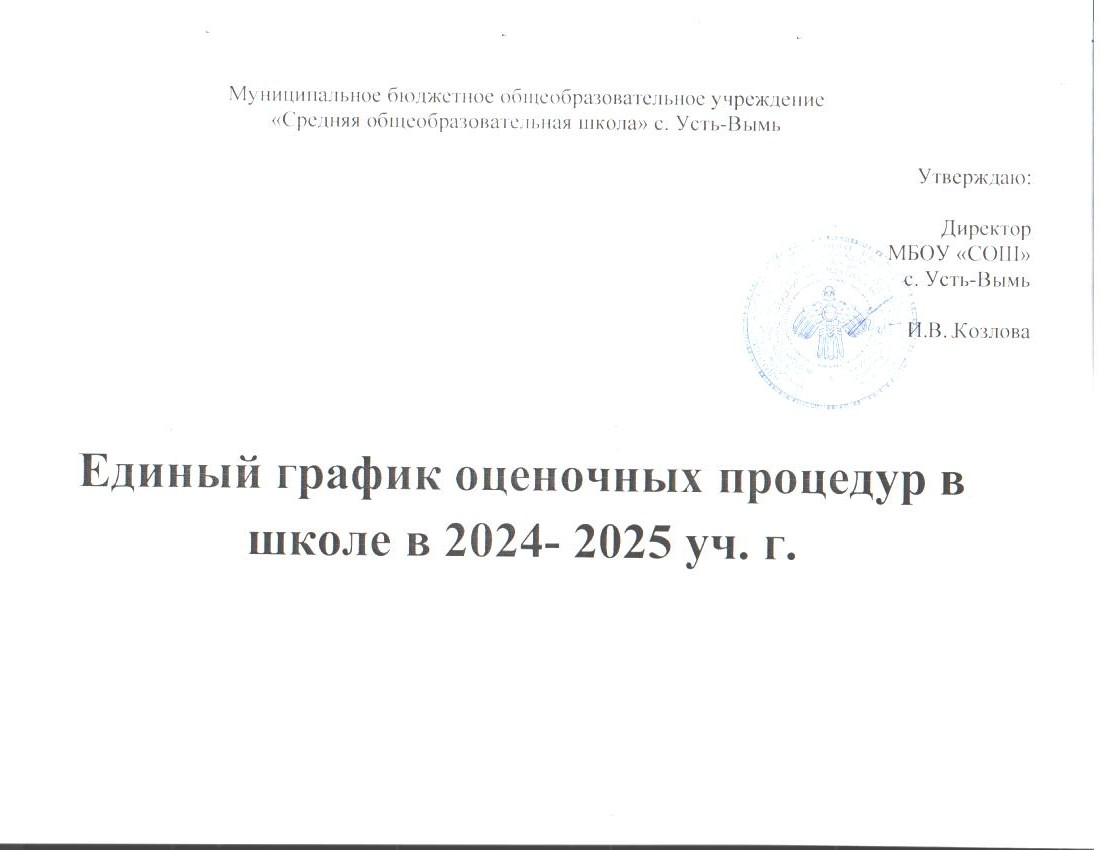 Муниципальное бюджетное общеобразовательное учреждение
«Средняя общеобразовательная школа» с. Усть-Вымь
Утверждаю:
Директор
МБОУ «СОШ»
с. Усть-Вымь
И.В. Козлова
Единый график оценочных процедур в
школе в 2024- 2025 уч. г.